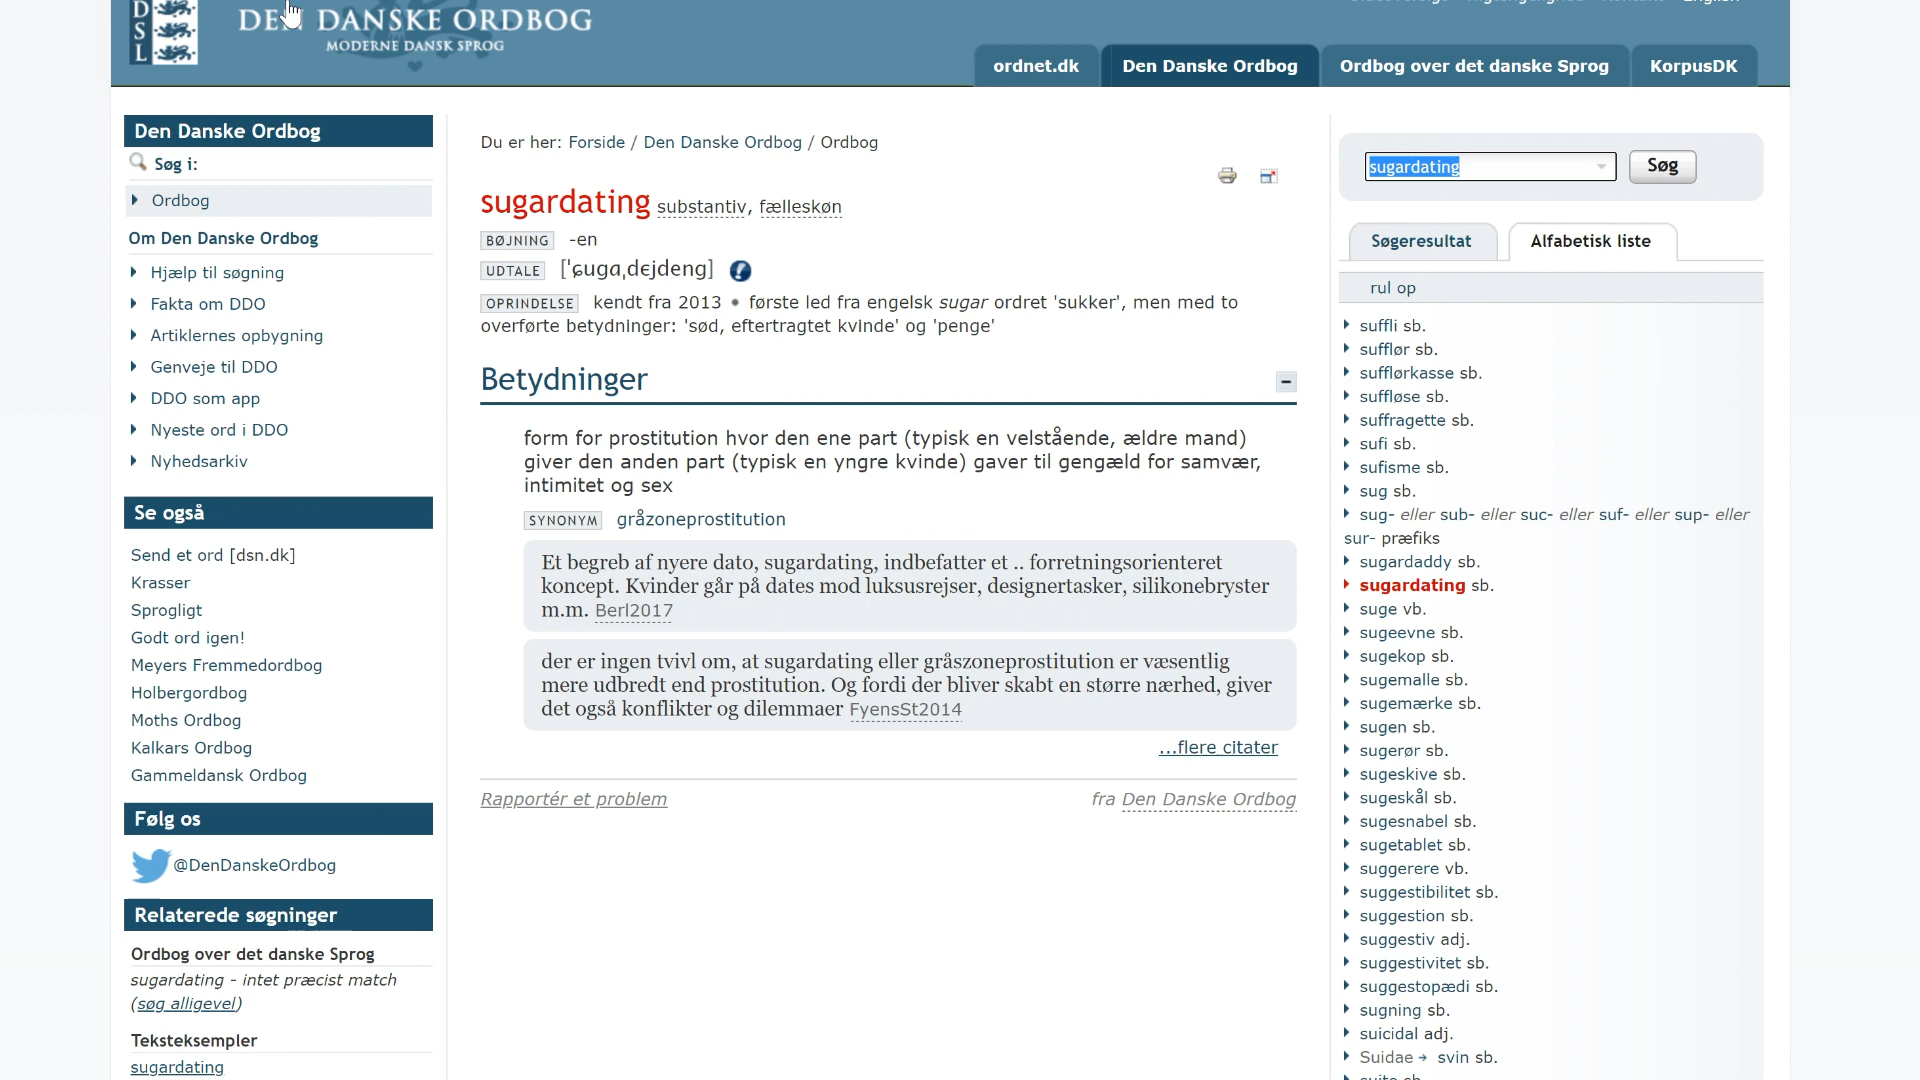 DSL
DEN DANSKE ORDBOG
MODERNE DANSK SPROG
ordnet.dk
Den Danske Ordbog
Ordbog over det danske Sprog
KorpusDK
Den Danske Ordbog
Søg i:
Ordbog
Om Den Danske Ordbog
Hjælp til søgning
Fakta om DDO
Artiklernes opbygning
Genveje til DDO
DDO som app
Nyeste ord i DDO
Nyhedsarkiv
Se også
Send et ord [dsn.dk]
Krasser
Sprogligt
Godt ord igen!
Meyers Fremmedordbog
Holbergordbog
Moths Ordbog
Kalkars Ordbog
Gammeldansk Ordbog
Følg os
@DenDanskeOrdbog
Relaterede søgninger
Ordbog over det danske Sprog
sugardating - intet præcist match
(søg alligevel)
Teksteksempler
sugardating
Du er her: Forside / Den Danske Ordbog / Ordbog
sugardating substantiv, fælleskøn
BØJNING -en
UDTALE [ˈɕugɑˌdɛjdeng]
OPRINDELSE kendt fra 2013 • første led fra engelsk sugar ordret 'sukker', men med to
overførte betydninger: 'sød, eftertragtet kvinde' og 'penge'
Betydninger
form for prostitution hvor den ene part (typisk en velstående, ældre mand)
giver den anden part (typisk en yngre kvinde) gaver til gengæld for samvær,
intimitet og sex
SYNONYM gråzoneprostitution
Et begreb af nyere dato, sugardating, indbefatter et .. forretningsorienteret
koncept. Kvinder går på dates mod luksusrejser, designertasker, silikonebryster
m.m. Berl2017
der er ingen tvivl om, at sugardating eller gråszoneprostitution er væsentlig
mere udbredt end prostitution. Og fordi der bliver skabt en større nærhed, giver
det også konflikter og dilemmaer FyensSt2014
...flere citater
Rapportér et problem
fra Den Danske Ordbog
sugardating
Søg
Søgeresultat
Alfabetisk liste
rul op
suffli sb.
sufflør sb.
sufflørkasse sb.
suffløse sb.
suffragette sb.
sufi sb.
sufisme sb.
sug sb.
sug- eller sub- eller suc- eller suf- eller sup- eller
sur- præfiks
sugardaddy sb.
sugardating sb.
suge vb.
sugeevne sb.
sugekop sb.
sugemalle sb.
sugemærke sb.
sugen sb.
sugerør sb.
sugeskive sb.
sugeskål sb.
sugesnabel sb.
sugetablet sb.
suggerere vb.
suggestibilitet sb.
suggestion sb.
suggestiv adj.
suggestivitet sb.
suggestopædi sb.
sugning sb.
suicidal adj.
Suidae → svin sb.